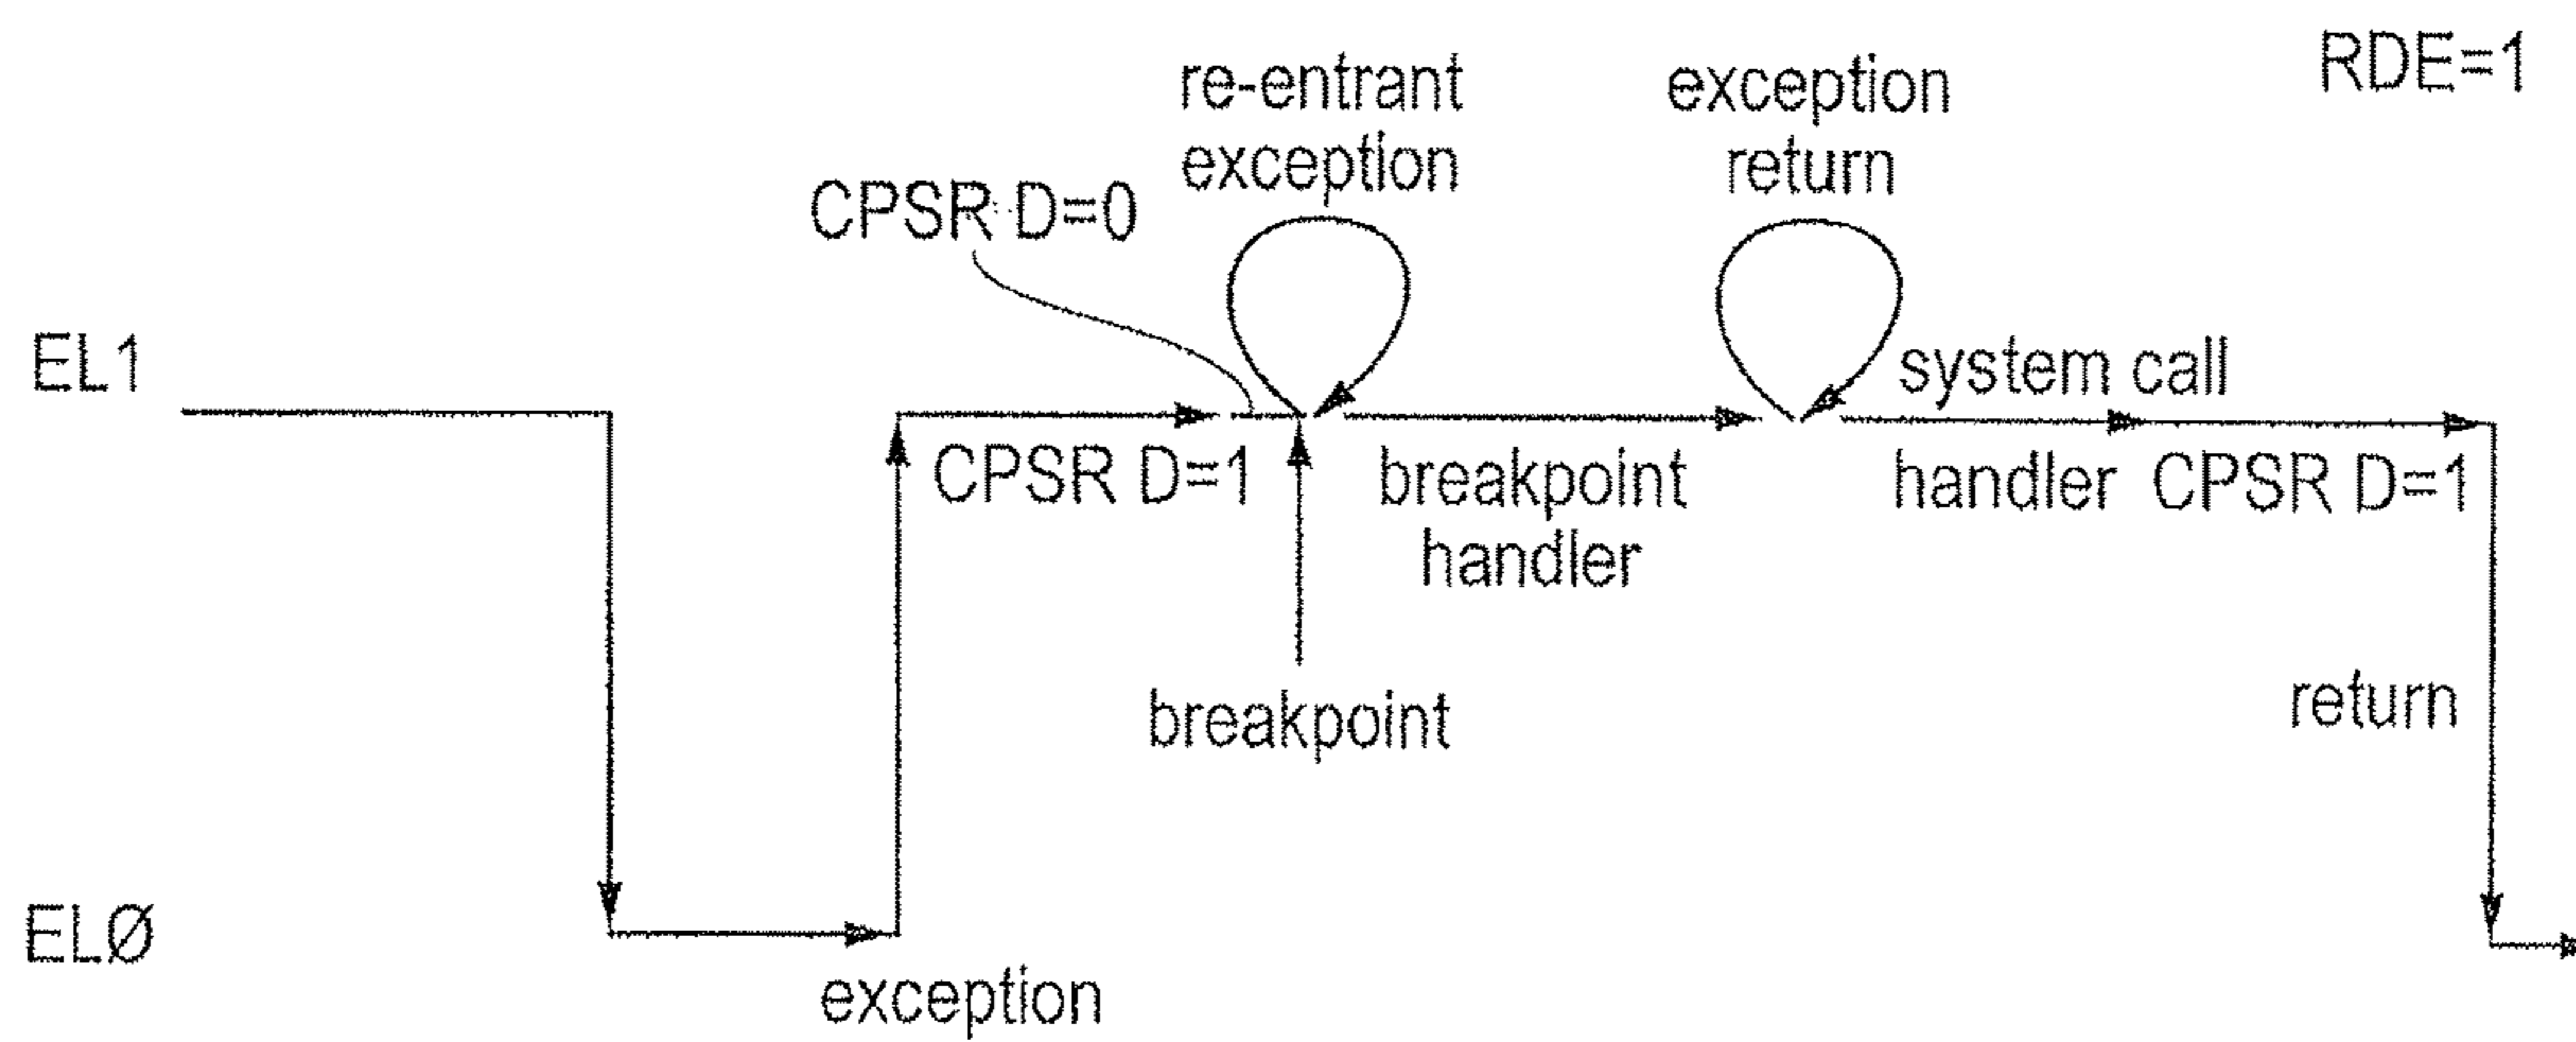 RDE=1
re-entrant
exception
exception
return
CPSR D=0
EL1
system call
CPSR D=1
breakpoint
handler
handler CPSR D=1
breakpoint
return
ELØ
exception